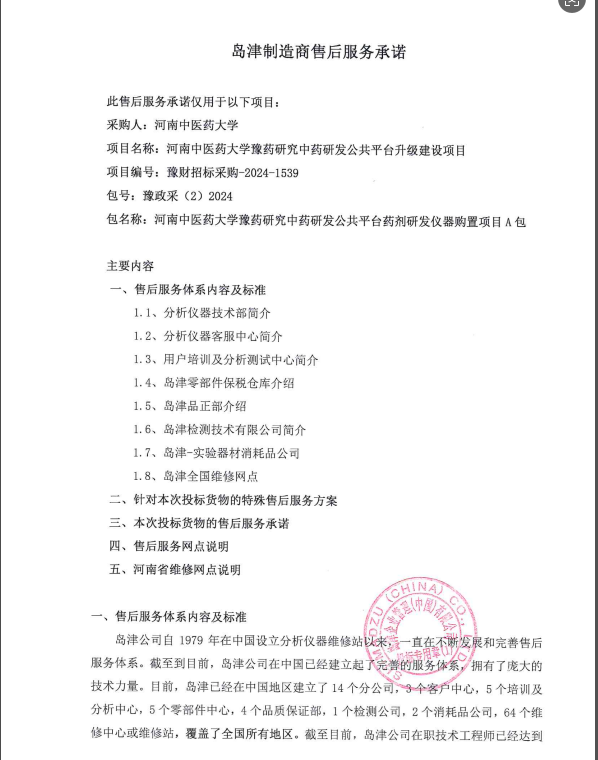 岛津制造商售后服务承诺
此售后服务承诺仅用于以下项目：
采购人：河南中医药大学
项目名称：河南中医药大学豫药研究中药研发公共平台升级建设项目
项目编号：豫财招标采购-2024-1539
包号：豫政采（2）2024
包名称：河南中医药大学豫药研究中药研发公共平台药剂研发仪器购置项目 A 包
主要内容
一、售后服务体系内容及标准
1.1、分析仪器技术部简介
1.2、分析仪器客服中心简介
1.3、用户培训及分析测试中心简介
1.4、岛津零部件保税仓库介绍
1.5、岛津品正部介绍
1.6、岛津检测技术有限公司简介
1.7、岛津-实验器材消耗品公司
1.8、岛津全国维修网点
二、针对本次投标货物的特殊售后服务方案
三、本次投标货物的售后服务承诺
四、售后服务网点说明
五、河南省维修网点说明
一、售后服务体系内容及标准
岛津公司自 1979 年在中国设立分析仪器维修站以来，一直在不断发展和完善售后
服务体系。截至到目前，岛津公司在中国已经建立起了完善的服务体系，拥有了庞大的
技术力量。目前，岛津已经在中国地区建立了 14 个分公司，3 个客户中心，5 个培训及
分析中心，5 个零部件中心，4 个品质保证部，1 个检测公司，2 个消耗品公司，64 个维
修中心或维修站，覆盖了全国所有地区。截至目前，岛津公司在职技术工程师已经达到
(CHINA) CO.,
投标专用章(1)